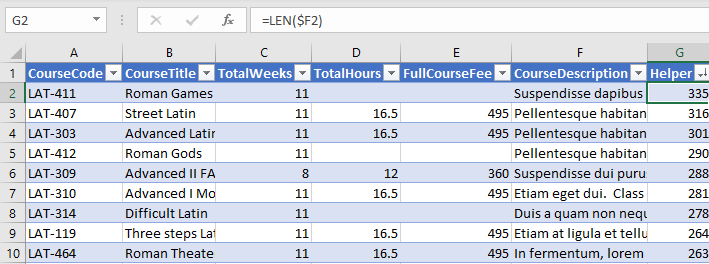 G2 fx =LEN($F2)
A B C D E F G
1 CourseCode CourseTitle TotalWeeks TotalHours FullCourseFee CourseDescription Helper
2 LAT-411 Roman Games 11 Suspendisse dapibus 335
3 LAT-407 Street Latin 11 16.5 495 Pellentesque habitan 316
4 LAT-303 Advanced Latin 11 16.5 495 Pellentesque habitan 301
5 LAT-412 Roman Gods 11 Pellentesque habitan 290
6 LAT-309 Advanced II FA 8 12 360 Suspendisse dui puru 288
7 LAT-310 Advanced I Mo 11 16.5 495 Etiam eget dui. Class 281
8 LAT-314 Difficult Latin 11 Duis a quam non nequ 278
9 LAT-119 Three steps Lat 11 16.5 495 Etiam at ligula et tellu 264
10 LAT-464 Roman Theate 11 16.5 495 In fermentum, lorem 263